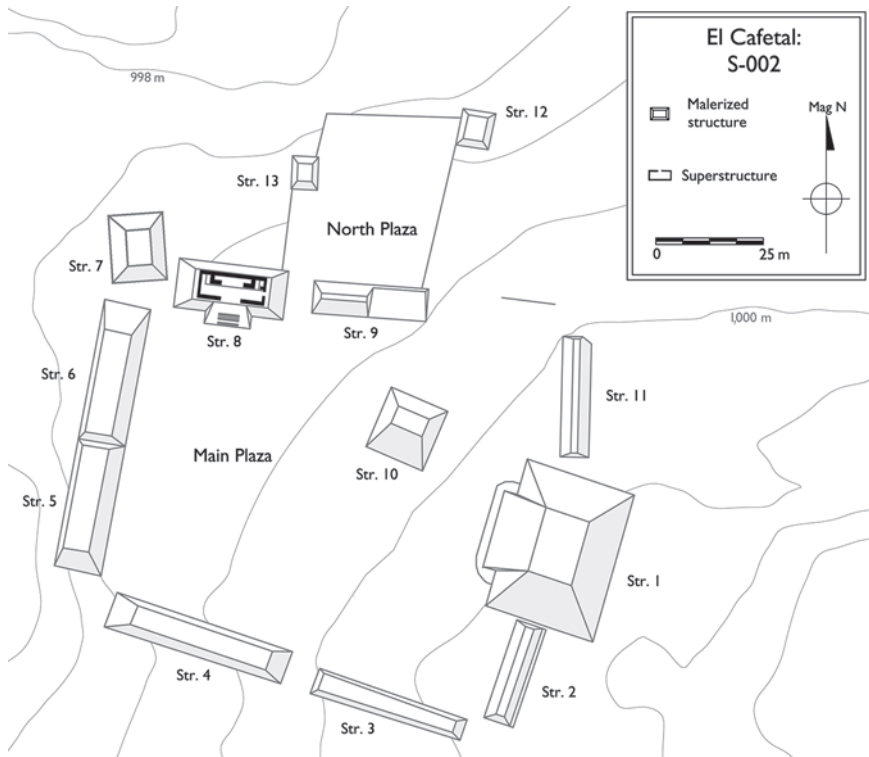 El Cafetal:
S-002
Malerized
structure
Mag N
Superstructure
0
25 m
998 m
Str. 12
Str. 13
North Plaza
Str. 7
Str. 8
Str. 9
1,000 m
Str. 6
Str. 11
Main Plaza
Str. 10
Str. 5
Str. 1
Str. 4
Str. 2
Str. 3